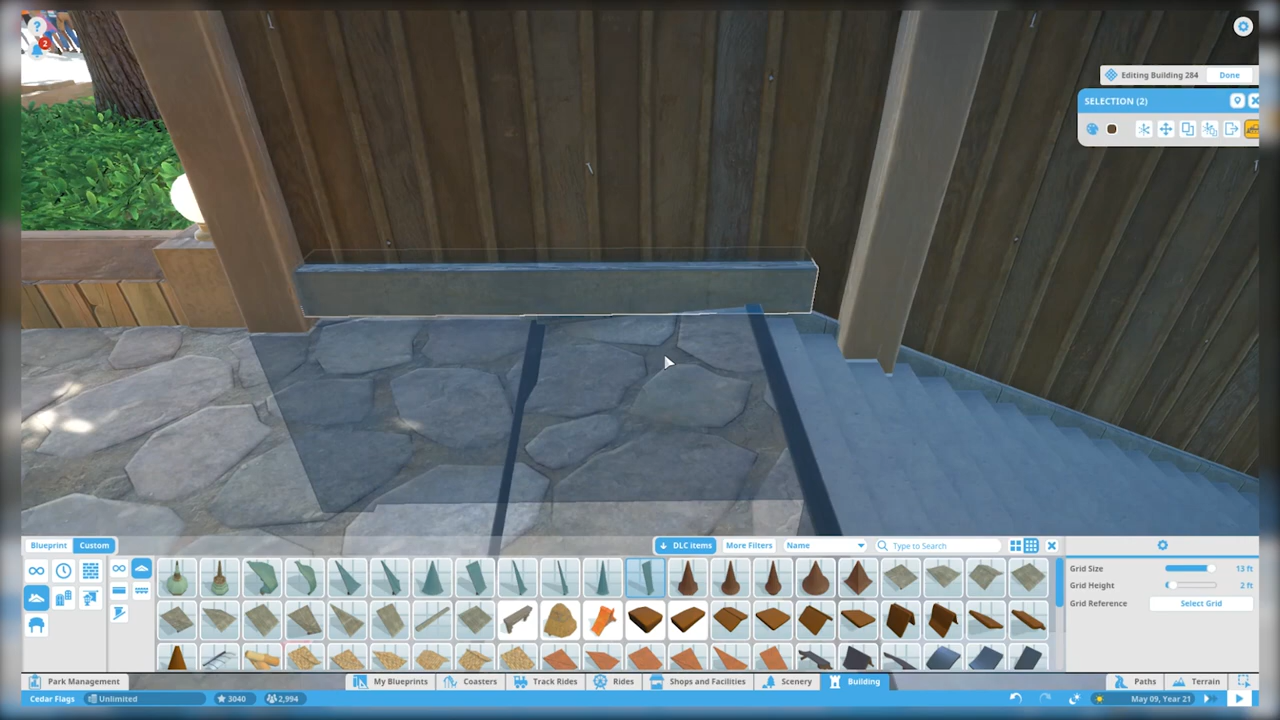 ?
2
Editing Building 284 Done
SELECTION (2)
Blueprint Custom DLC items More Filters Name Type to Search
Grid Size 13 ft
Grid Height 2 ft
Grid Reference Select Grid
Park Management My Blueprints Coasters Track Rides Rides Shops and Facilities Scenery Building Paths Terrain
Cedar Flags Unlimited 3040 2,994 May 09, Year 21